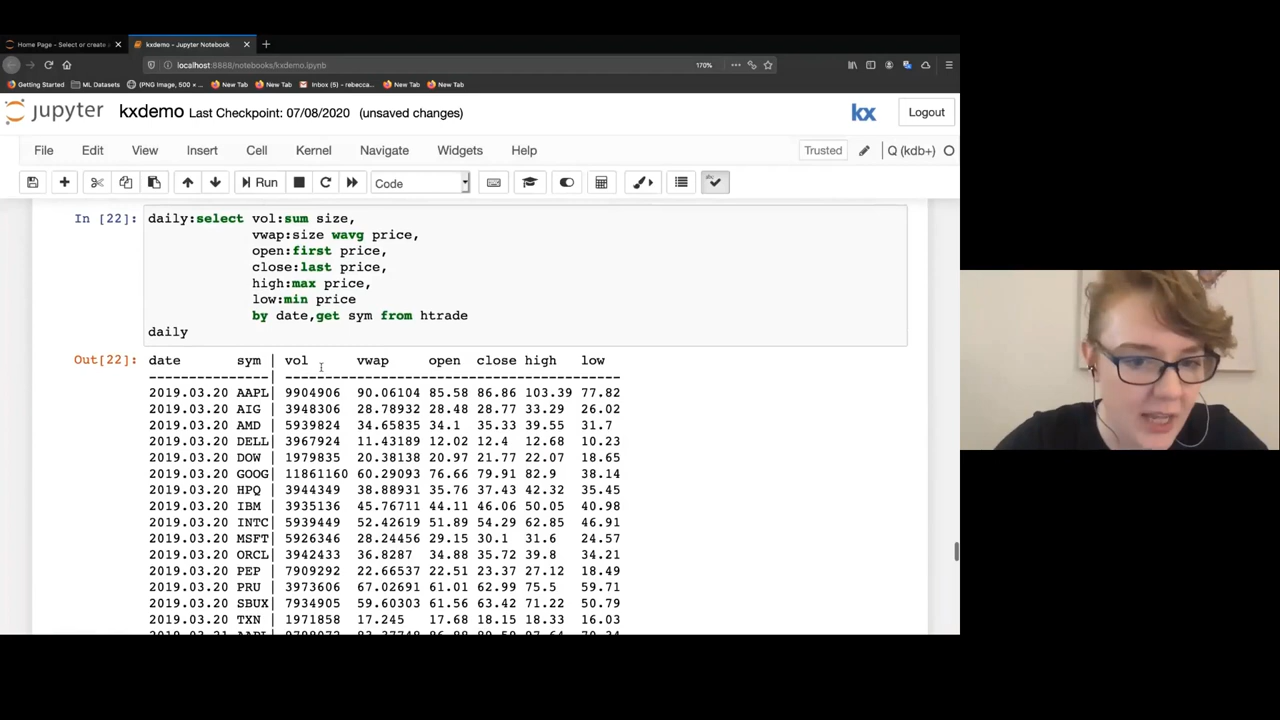 Home Page - Select or create
kxdemo - Jupyter Notebook
localhost:8888/notebooks/kxdemo.ipynb
170%
Getting Started
ML Datasets
(PNG Image, 500 × ...
New Tab
New Tab
Inbox (5) - rebecca...
New Tab
New Tab
jupyter kxdemo Last Checkpoint: 07/08/2020 (unsaved changes)
kx
Logout
File Edit View Insert Cell Kernel Navigate Widgets Help
Trusted
Q (kdb+)
Run
Code
In [22]: daily:select vol:sum size,
vwap:size wavg price,
open:first price,
close:last price,
high:max price,
low:min price
by date,get sym from htrade
daily
Out[22]: date sym | vol vwap open close high low
---------------| -----------------------------------------
2019.03.20 AAPL| 9904906 90.06104 85.58 86.86 103.39 77.82
2019.03.20 AIG | 3948306 28.78932 28.48 28.77 33.29 26.02
2019.03.20 AMD | 5939824 34.65835 34.1 35.33 39.55 31.7
2019.03.20 DELL| 3967924 11.43189 12.02 12.4 12.68 10.23
2019.03.20 DOW | 1979835 20.38138 20.97 21.77 22.07 18.65
2019.03.20 GOOG| 11861160 60.29093 76.66 79.91 82.9 38.14
2019.03.20 HPQ | 3944349 38.88931 35.76 37.43 42.32 35.45
2019.03.20 IBM | 3935136 45.76711 44.11 46.06 50.05 40.98
2019.03.20 INTC| 5939449 52.42619 51.89 54.29 62.85 46.91
2019.03.20 MSFT| 5926346 28.24456 29.15 30.1 31.6 24.57
2019.03.20 ORCL| 3942433 36.8287 34.88 35.72 39.8 34.21
2019.03.20 PEP | 7909292 22.66537 22.51 23.37 27.12 18.49
2019.03.20 PRU | 3973606 67.02691 61.01 62.99 75.5 59.71
2019.03.20 SBUX| 7934905 59.60303 61.56 63.42 71.22 50.79
2019.03.20 TXN | 1971858 17.245 17.68 18.15 18.33 16.03